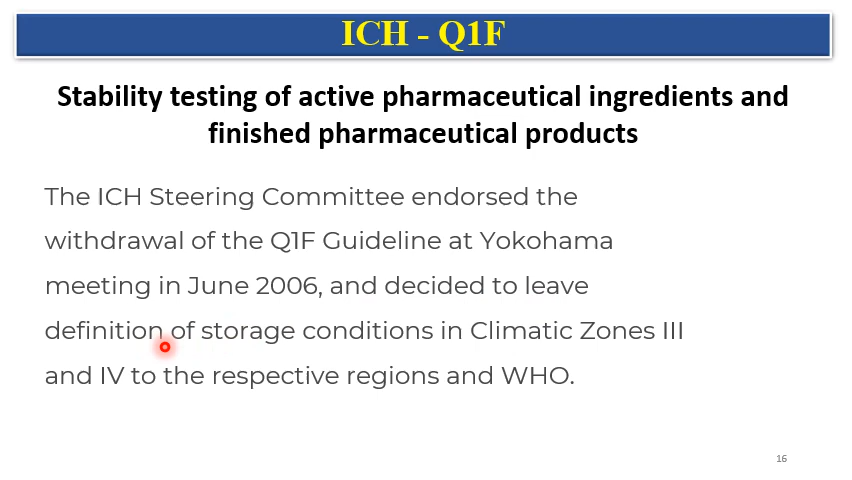 ICH - Q1F
Stability testing of active pharmaceutical ingredients and
finished pharmaceutical products
The ICH Steering Committee endorsed the
withdrawal of the Q1F Guideline at Yokohama
meeting in June 2006, and decided to leave
definition of storage conditions in Climatic Zones III
and IV to the respective regions and WHO.
16